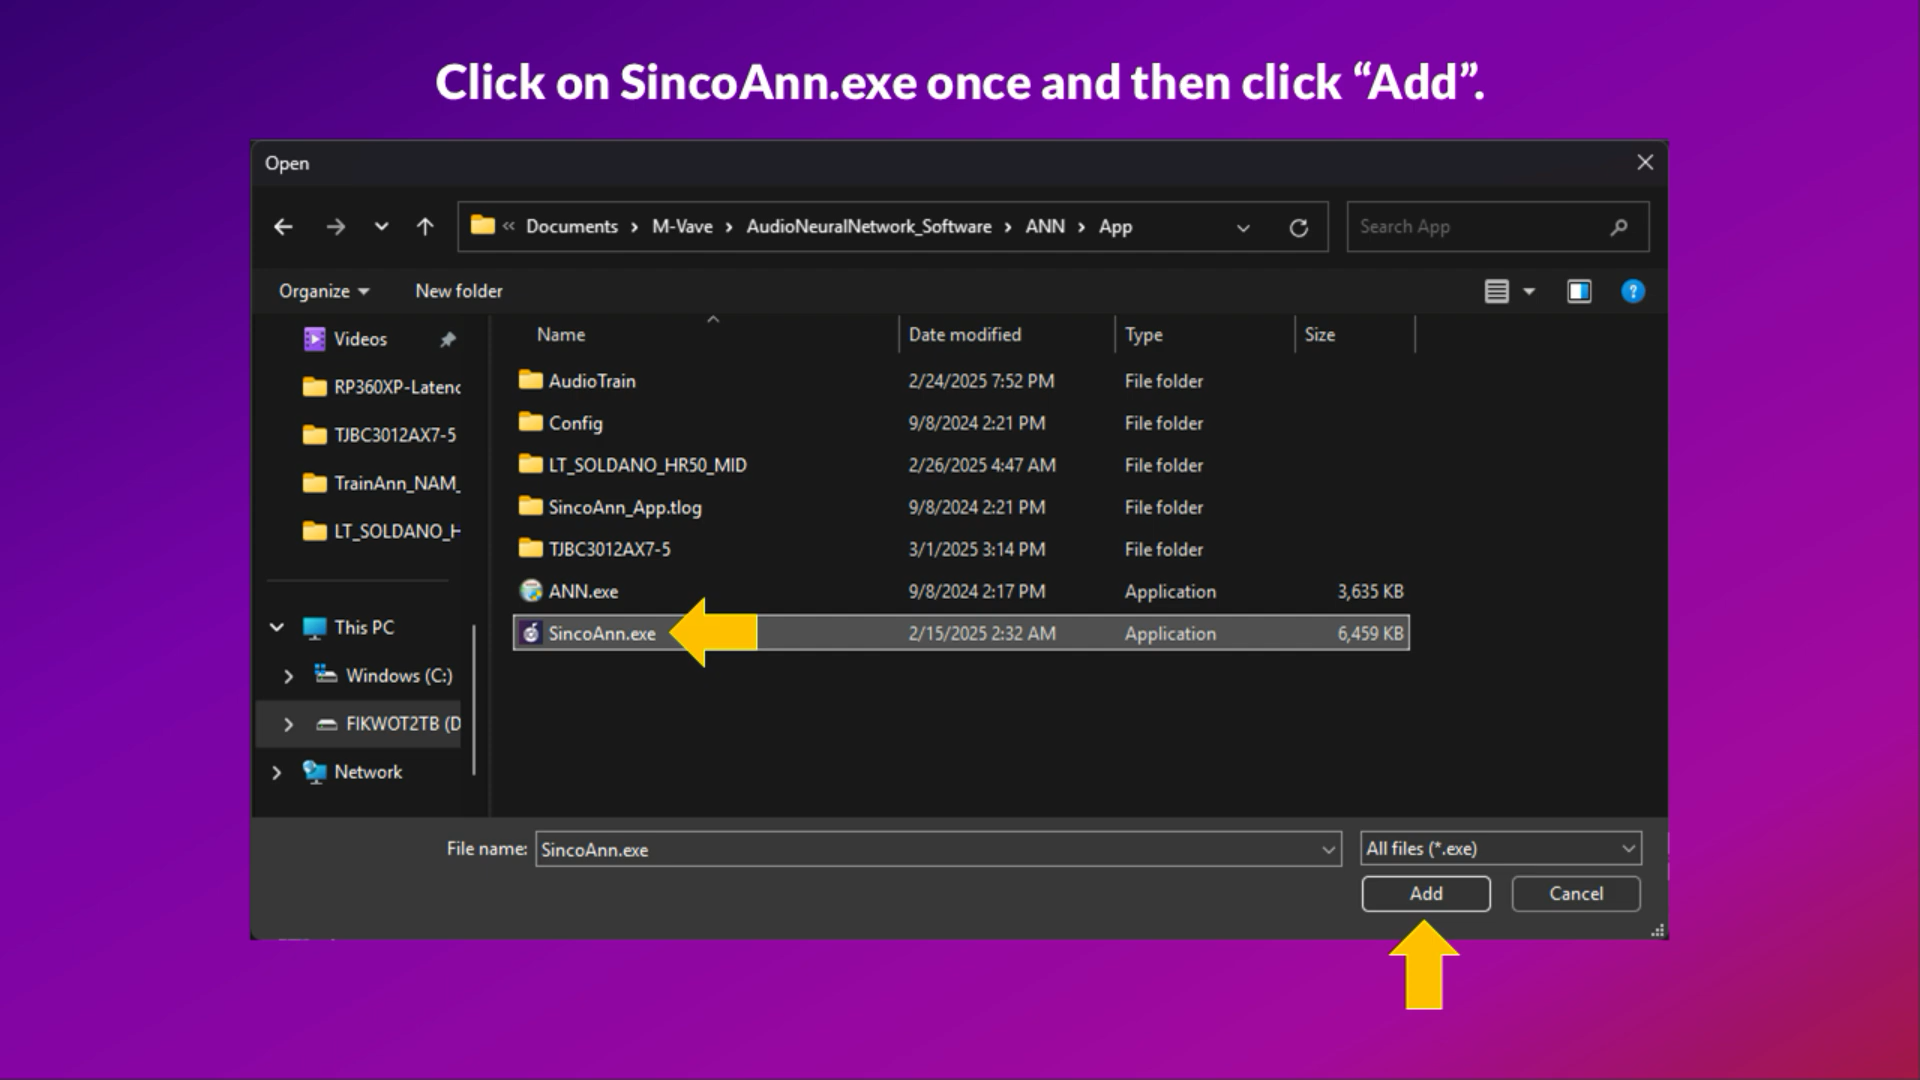 Click on SincoAnn.exe once and then click “Add”.
Open
« Documents › M-Vave › AudioNeuralNetwork_Software › ANN › App
Search App
Organize
New folder
Name
Date modified
Type
Size
Videos
RP360XP-Latenc
TJBC3012AX7-5
TrainAnn_NAM_
LT_SOLDANO_H
This PC
Windows (C:)
FIKWOT2TB (D
Network
AudioTrain 2/24/2025 7:52 PM File folder
Config 9/8/2024 2:21 PM File folder
LT_SOLDANO_HR50_MID 2/26/2025 4:47 AM File folder
SincoAnn_App.tlog 9/8/2024 2:21 PM File folder
TJBC3012AX7-5 3/1/2025 3:14 PM File folder
ANN.exe 9/8/2024 2:17 PM Application 3,635 KB
SincoAnn.exe 2/15/2025 2:32 AM Application 6,459 KB
File name: SincoAnn.exe
All files (*.exe)
Add
Cancel